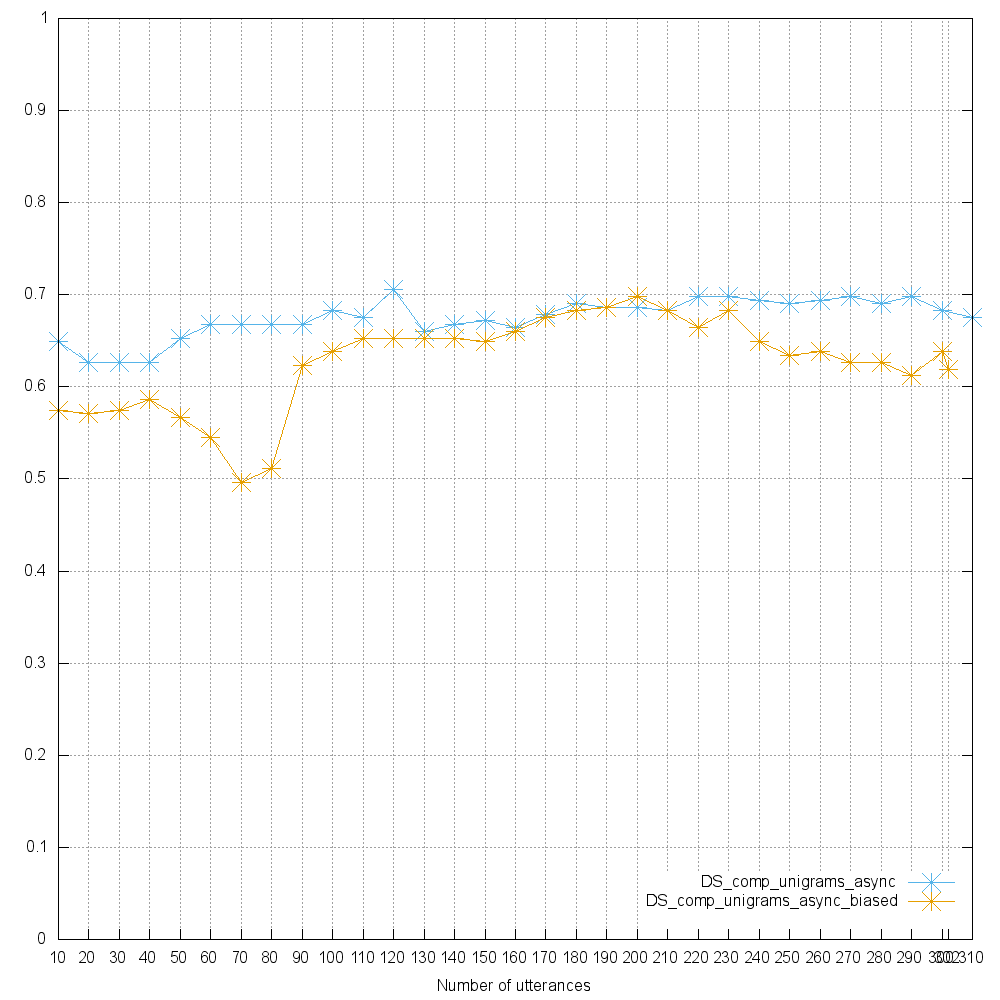 1
0.9
0.8
0.7
0.6
0.5
0.4
0.3
0.2
0.1
0
DS_comp_unigrams_async
DS_comp_unigrams_async_biased
10 20 30 40 50 60 70 80 90 100 110 120 130 140 150 160 170 180 190 200 210 220 230 240 250 260 270 280 290 300 302 310
Number of utterances